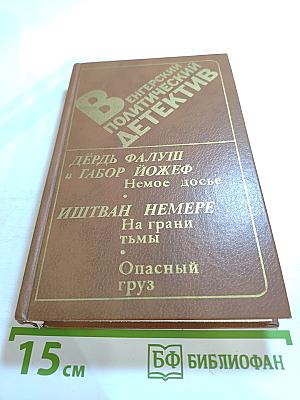 ВЕНГЕРСКИЙ
ПОЛИТИЧЕСКИЙ
ДЕТЕКТИВ
ДЁРДЬ ФАЛУШ
и ГАБОР ЙОЖЕФ
Немое досье
•
ИШТВАН НЕМЕРЕ
На грани
тьмы
•
Опасный
груз
15 см
БФ БИБЛИОФАН